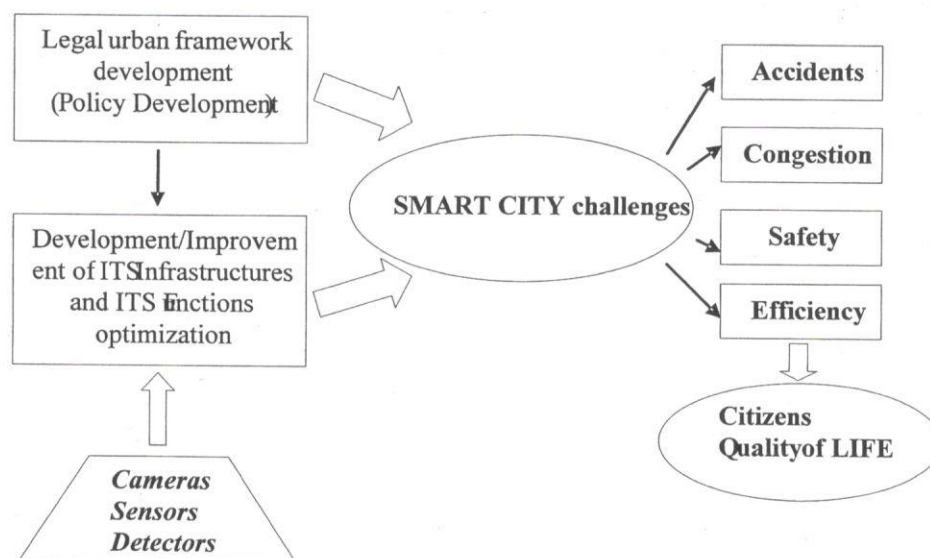 Legal urban framework
development
(Policy Development)
Development/Improvem
ent of ITS Infrastructures
and ITS Functions
optimization
Cameras
Sensors
Detectors
SMART CITY challenges
Accidents
Congestion
Safety
Efficiency
Citizens
Quality of LIFE